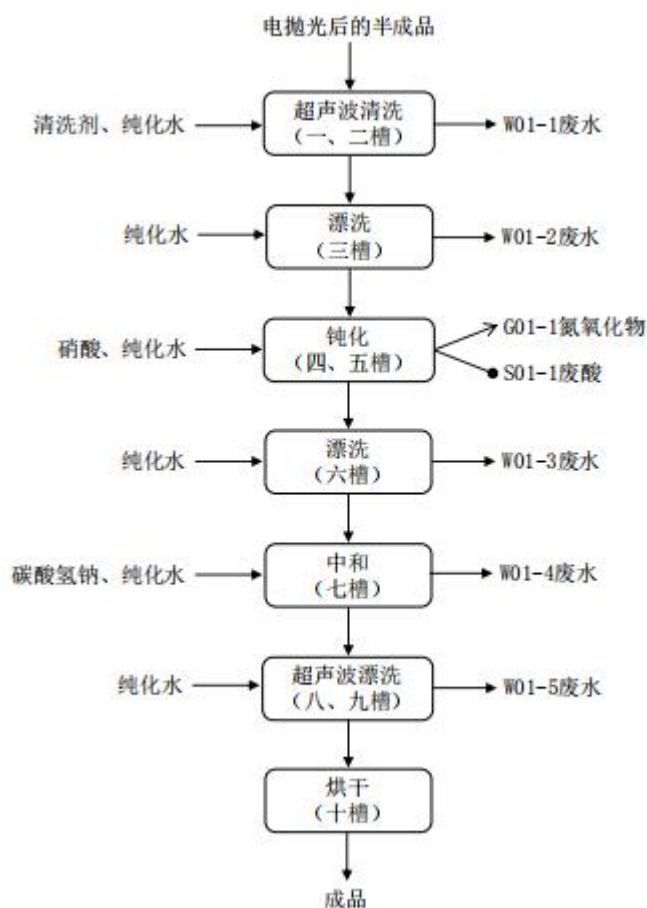 电抛光后的半成品
超声波清洗
(一、二槽)
清洗剂、纯化水
W01-1废水
漂洗
(三槽)
纯化水
W01-2废水
钝化
(四、五槽)
硝酸、纯化水
G01-1氮氧化物
S01-1废酸
漂洗
(六槽)
纯化水
W01-3废水
中和
(七槽)
碳酸氢钠、纯化水
W01-4废水
超声波漂洗
(八、九槽)
纯化水
W01-5废水
烘干
(十槽)
成品